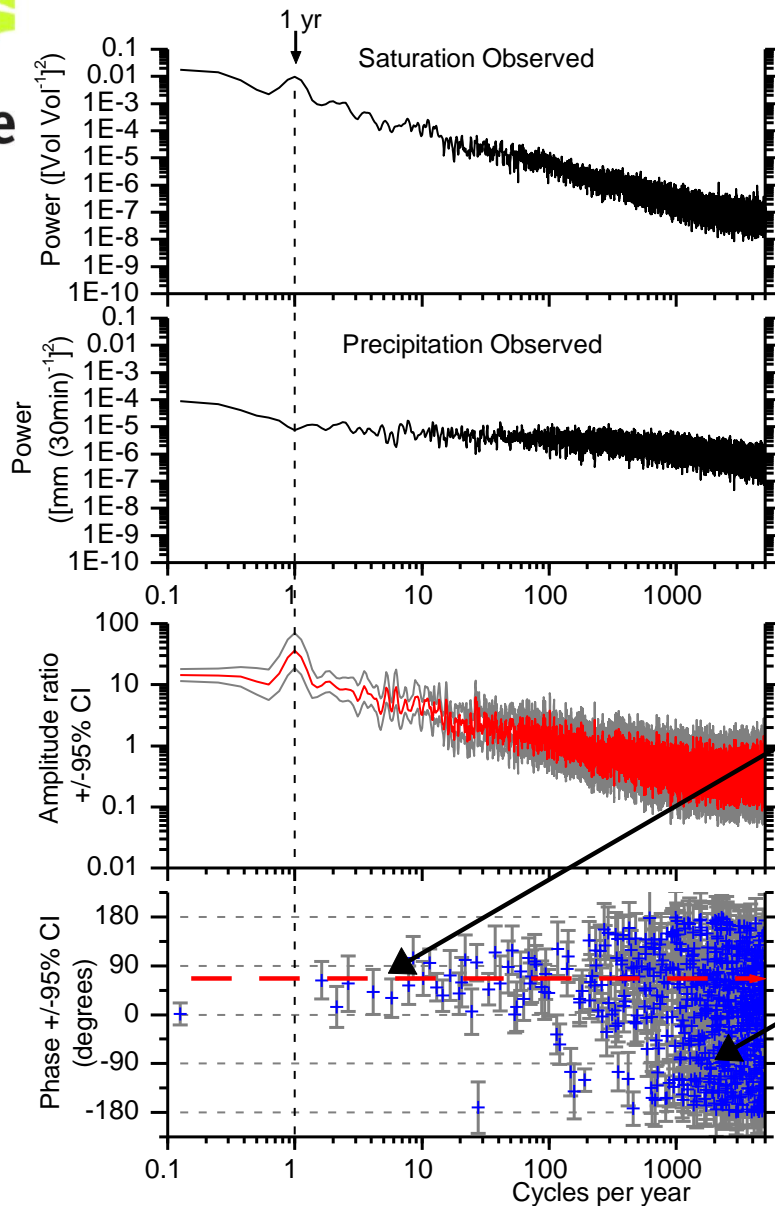 1 yr
Saturation Observed
Power ([Vol Vol⁻¹]²)
0.1
0.01
1E-3
1E-4
1E-5
1E-6
1E-7
1E-8
1E-9
1E-10
Precipitation Observed
Power
([mm (30min)⁻¹]²)
0.1
0.01
1E-3
1E-4
1E-5
1E-6
1E-7
1E-8
1E-9
1E-10
0.1 1 10 100 1000
Amplitude ratio
+/-95% CI
100
10
1
0.1
0.01
Phase +/-95% CI
(degrees)
180
90
0
-90
-180
0.1 1 10 100 1000
Cycles per year